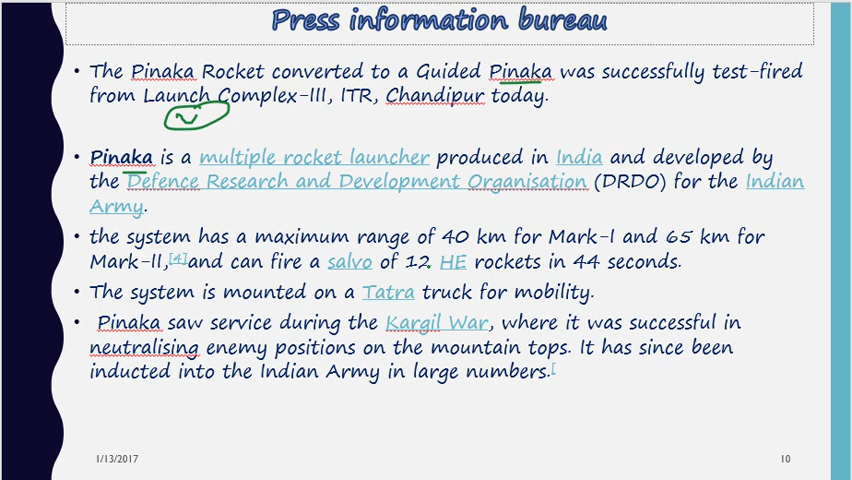 Press information bureau
• The Pinaka Rocket converted to a Guided Pinaka was successfully test-fired
from Launch Complex-III, ITR, Chandipur today.
• Pinaka is a multiple rocket launcher produced in India and developed by
the Defence Research and Development Organisation (DRDO) for the Indian
Army.
• the system has a maximum range of 40 km for Mark-I and 65 km for
Mark-II,[4]and can fire a salvo of 12 HE rockets in 44 seconds.
• The system is mounted on a Tatra truck for mobility.
• Pinaka saw service during the Kargil War, where it was successful in
neutralising enemy positions on the mountain tops. It has since been
inducted into the Indian Army in large numbers.[
1/13/2017
10